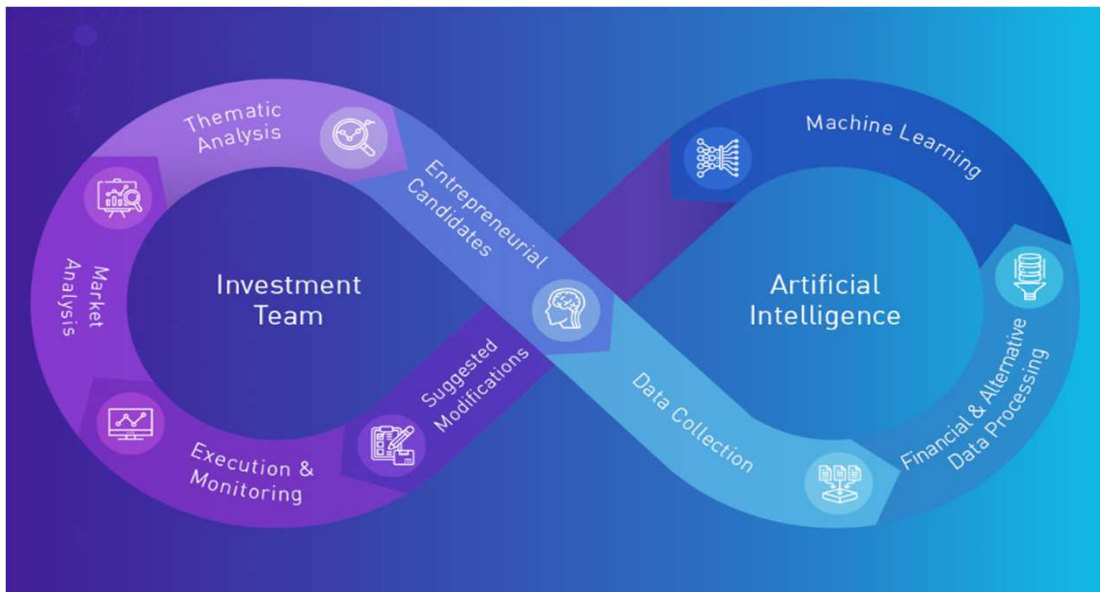 Thematic
Analysis
Entrepreneurial
Candidates
Machine Learning
Market
Analysis
Investment
Team
Artificial
Intelligence
Suggested
Modifications
Data Collection
Financial & Alternative
Data Processing
Execution &
Monitoring